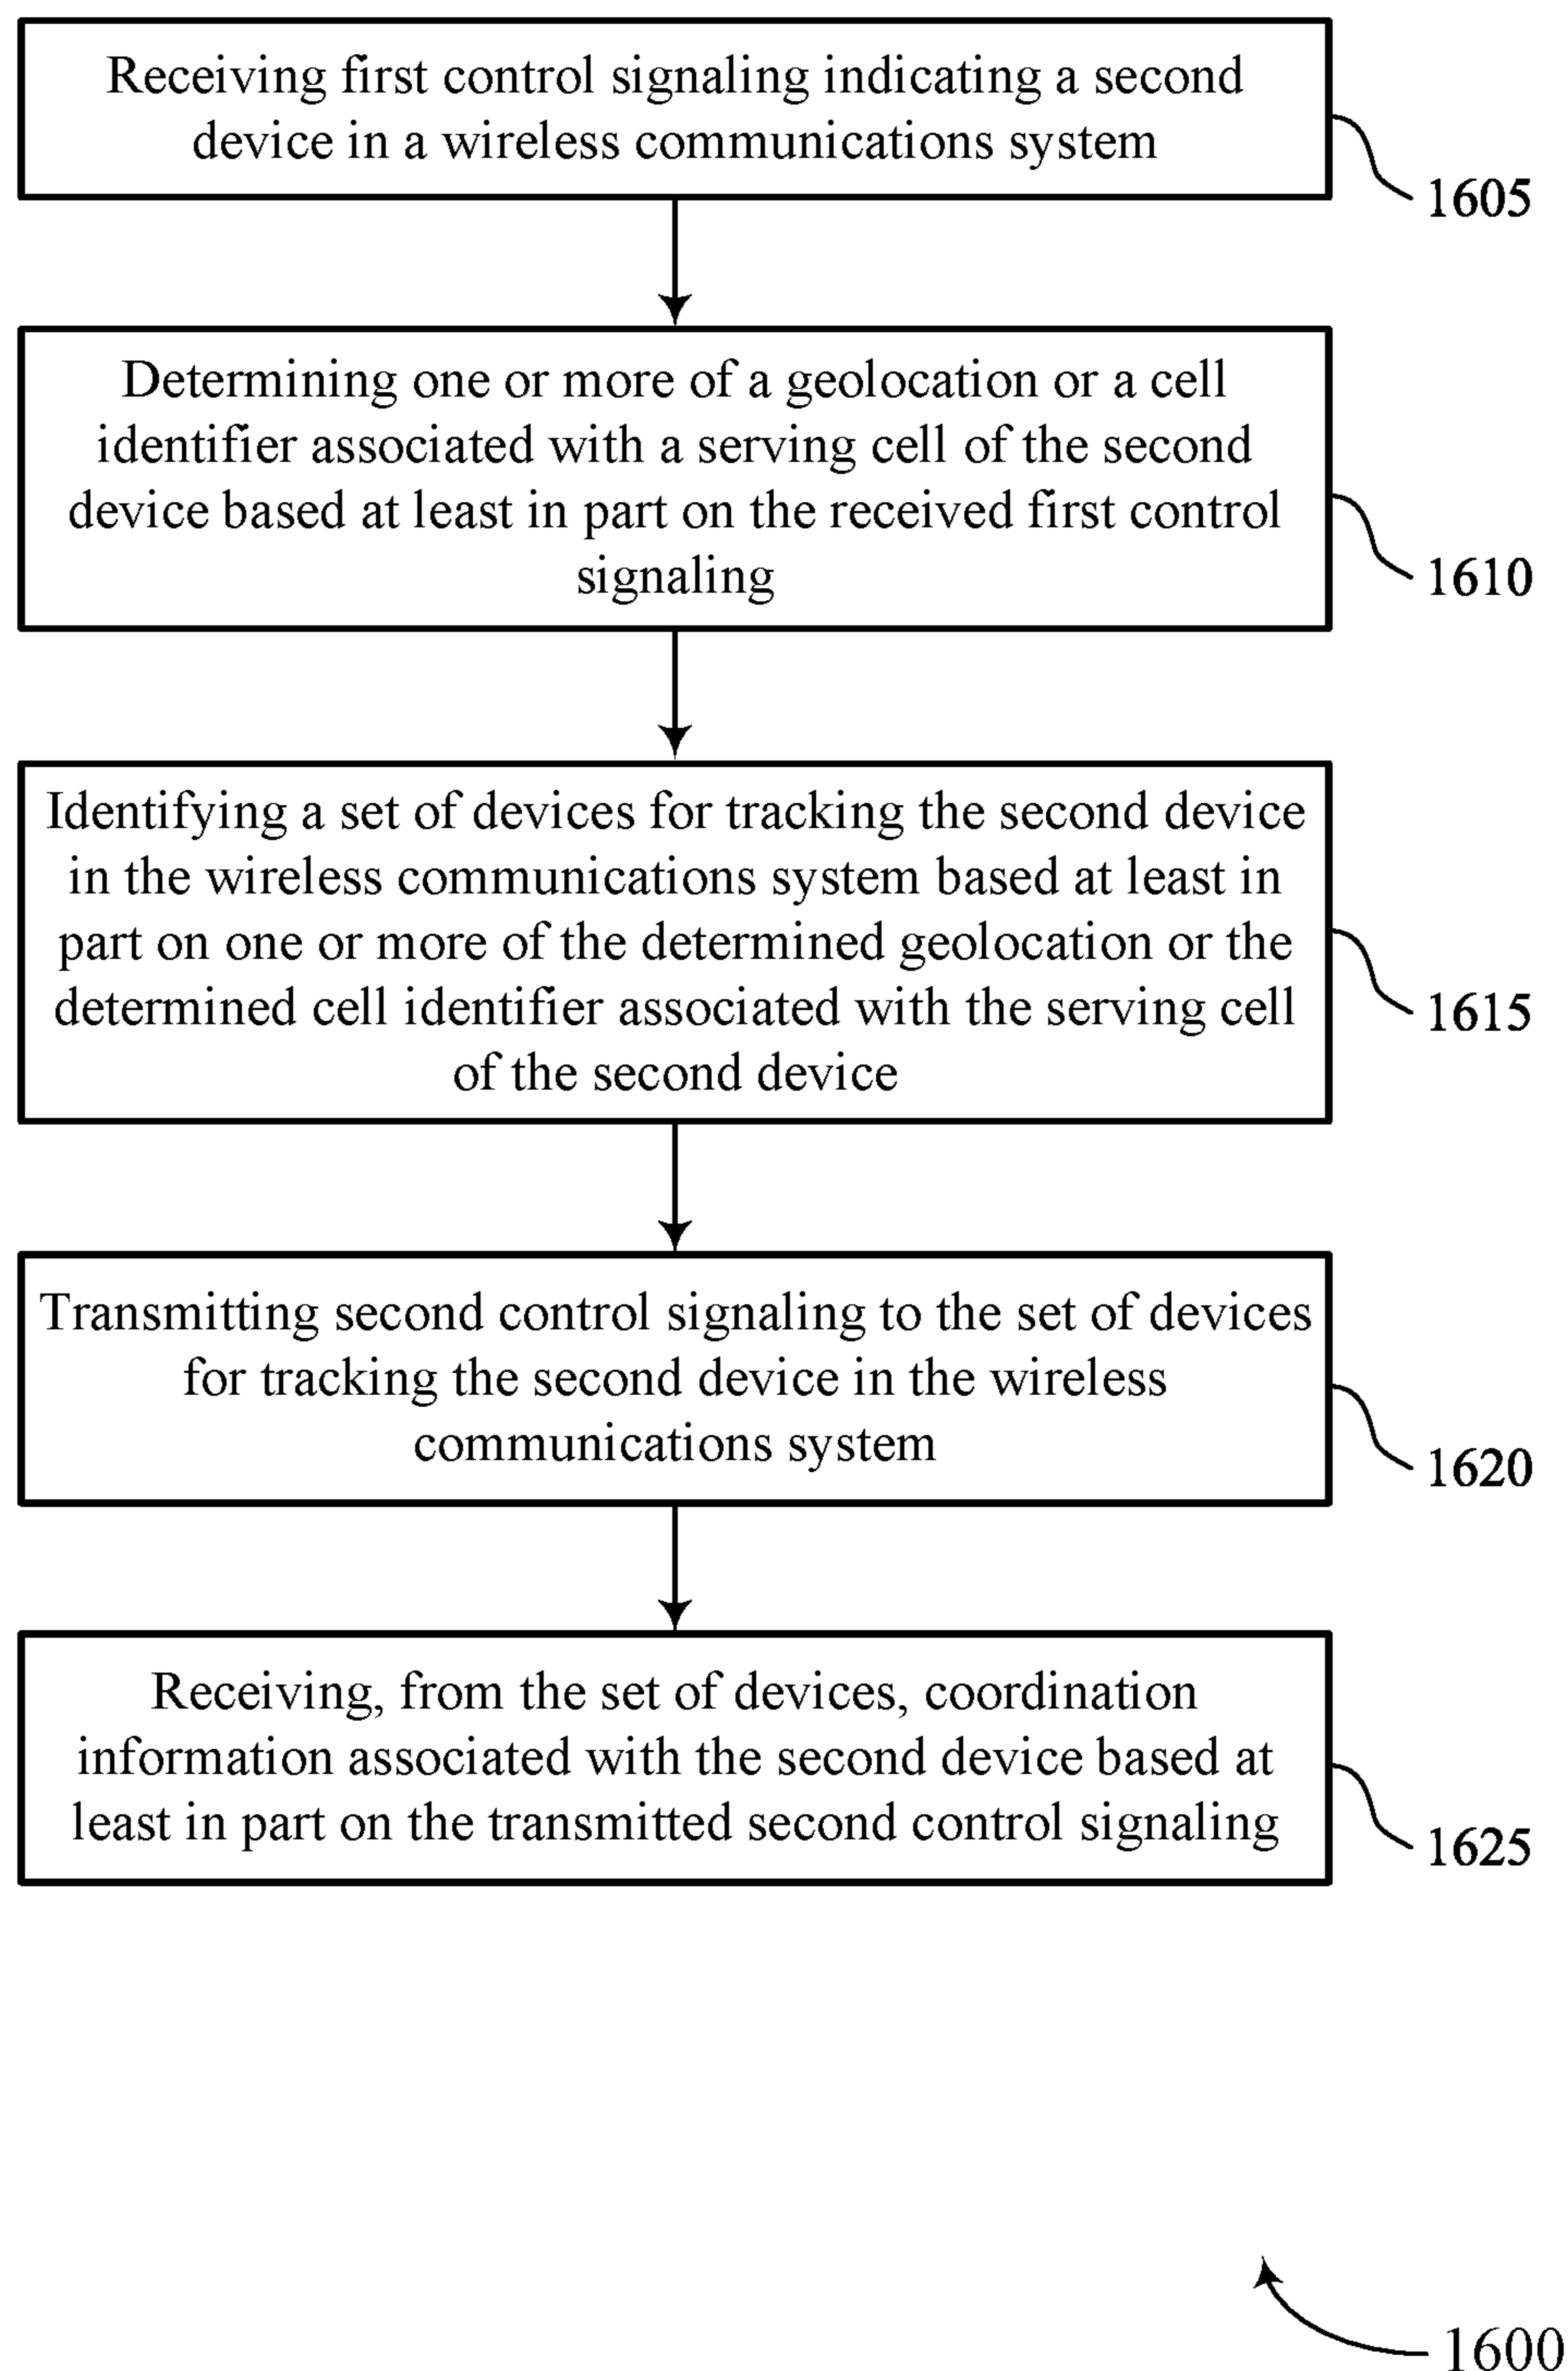 Receiving first control signaling indicating a second
device in a wireless communications system
1605
Determining one or more of a geolocation or a cell
identifier associated with a serving cell of the second
device based at least in part on the received first control
signaling
1610
Identifying a set of devices for tracking the second device
in the wireless communications system based at least in
part on one or more of the determined geolocation or the
determined cell identifier associated with the serving cell
of the second device
1615
Transmitting second control signaling to the set of devices
for tracking the second device in the wireless
communications system
1620
Receiving, from the set of devices, coordination
information associated with the second device based at
least in part on the transmitted second control signaling
1625
1600